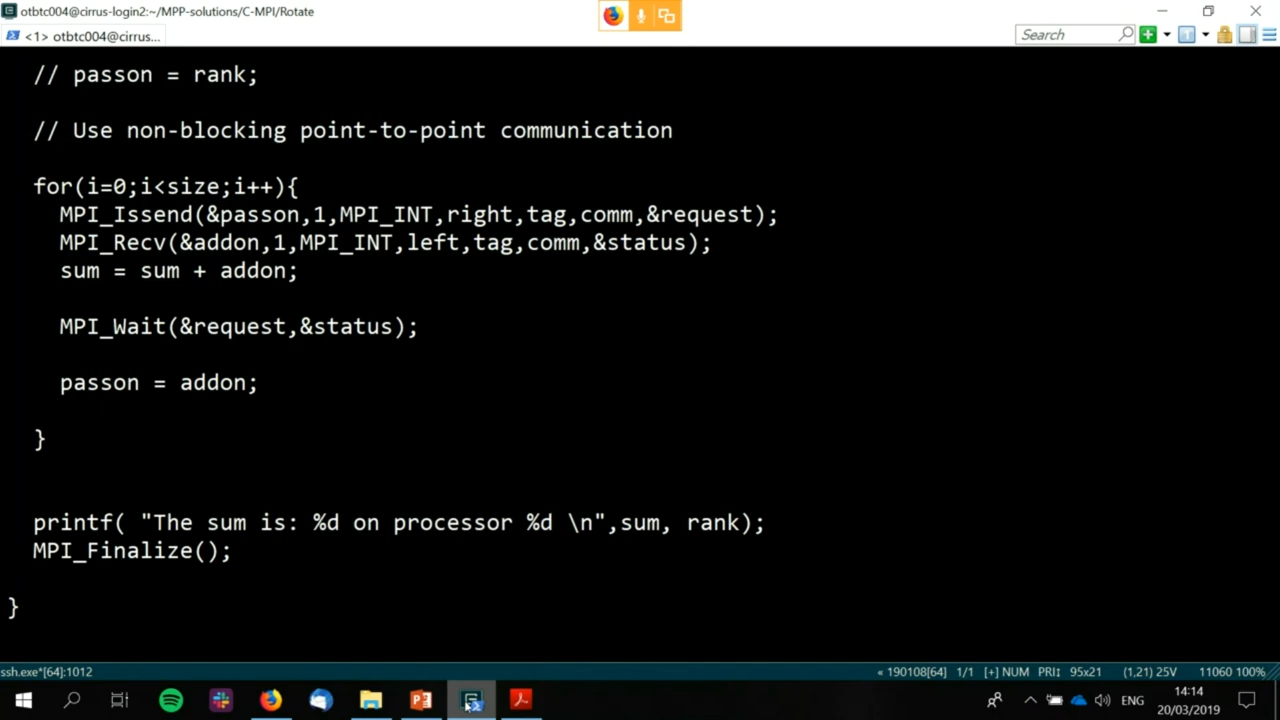 otbtc004@cirrus-login2:~/MPP-solutions/C-MPI/Rotate
<1> otbtc004@cirrus...
Search
// passon = rank;
// Use non-blocking point-to-point communication
for(i=0;i<size;i++){
MPI_Issend(&passon,1,MPI_INT,right,tag,comm,&request);
MPI_Recv(&addon,1,MPI_INT,left,tag,comm,&status);
sum = sum + addon;
MPI_Wait(&request,&status);
passon = addon;
}
printf( "The sum is: %d on processor %d \n",sum, rank);
MPI_Finalize();
}
ssh.exe*[64]:1012
« 190108[64] 1/1 [+] NUM PRI↕ 95x21 (1,21) 25V 11060 100%
ENG
14:14
20/03/2019